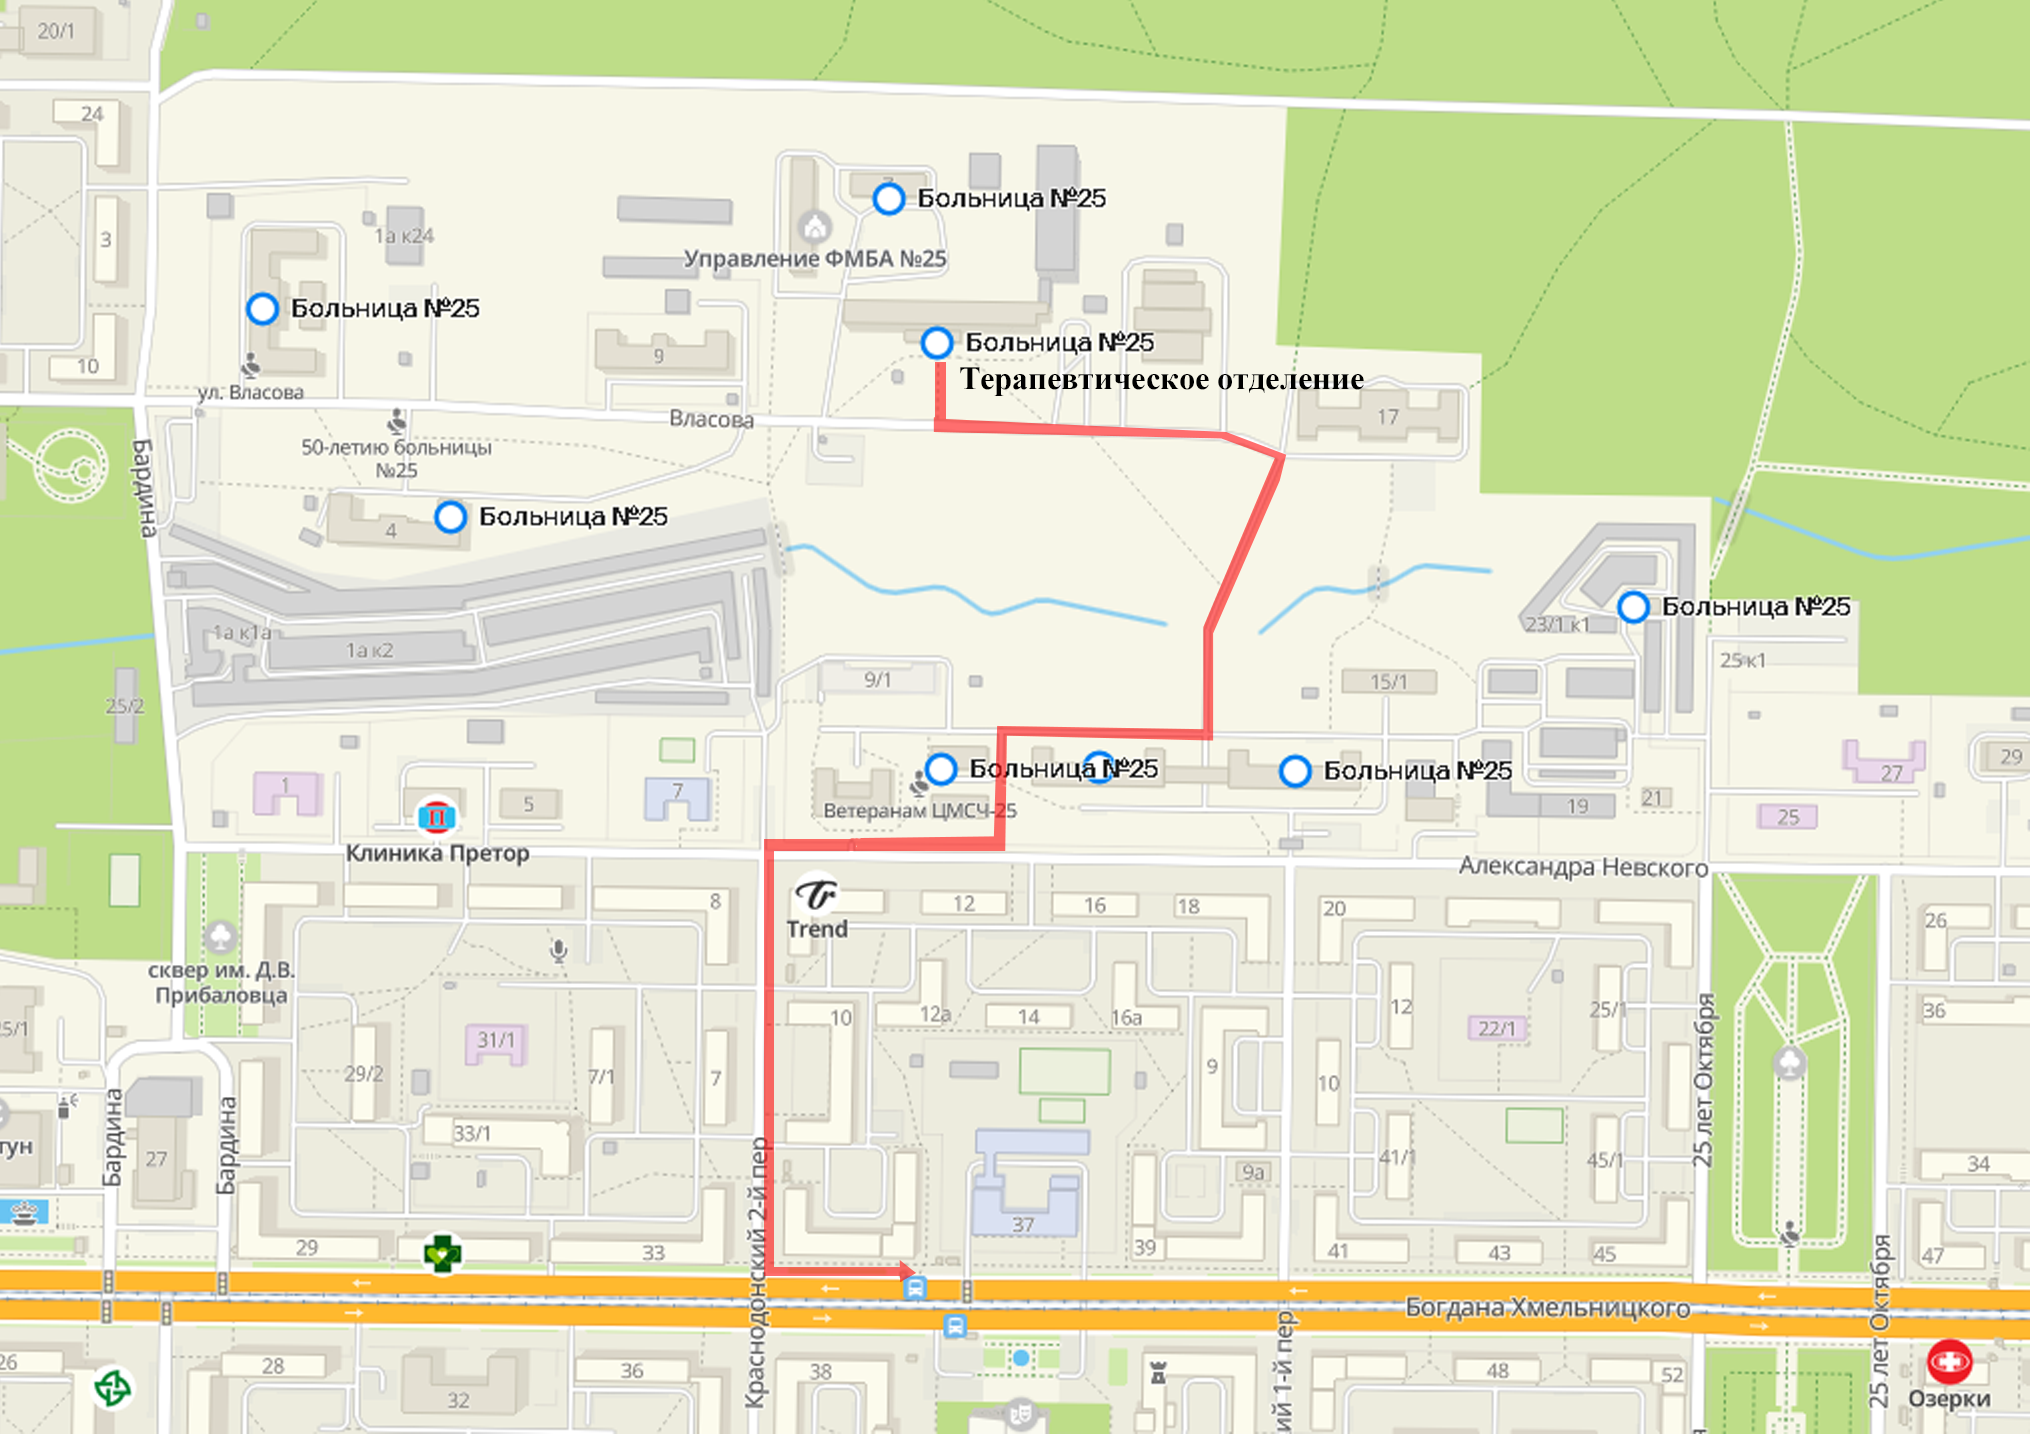 20/1
24
3
10
1а к24
Больница №25
Управление ФМБА №25
Больница №25
Больница №25
Терапевтическое отделение
9
17
ул. Власова
Власова
50-летию больницы
№25
Бардина
4
Больница №25
1а к1а
1а к2
25/2
9/1
15/1
23/1 к1
Больница №25
25 к1
Больница №25
Больница №25
Ветеранам ЦМСЧ-25
1
5
7
Клиника Претор
19
21
25
27
29
Александра Невского
8
Trend
12
16
18
20
26
сквер им. Д.В.
Прибаловца
10
12а
14
16а
12
25/1
22/1
36
31/1
29/2
7/1
7
9
10
33/1
9а
41/1
45/1
34
Бардина
27
Бардина
Краснодонский 2-й пер
25 лет Октября
29
33
37
39
41
43
45
47
Богдана Хмельницкого
25 лет Октября
26
28
32
36
38
48
52
Озерки